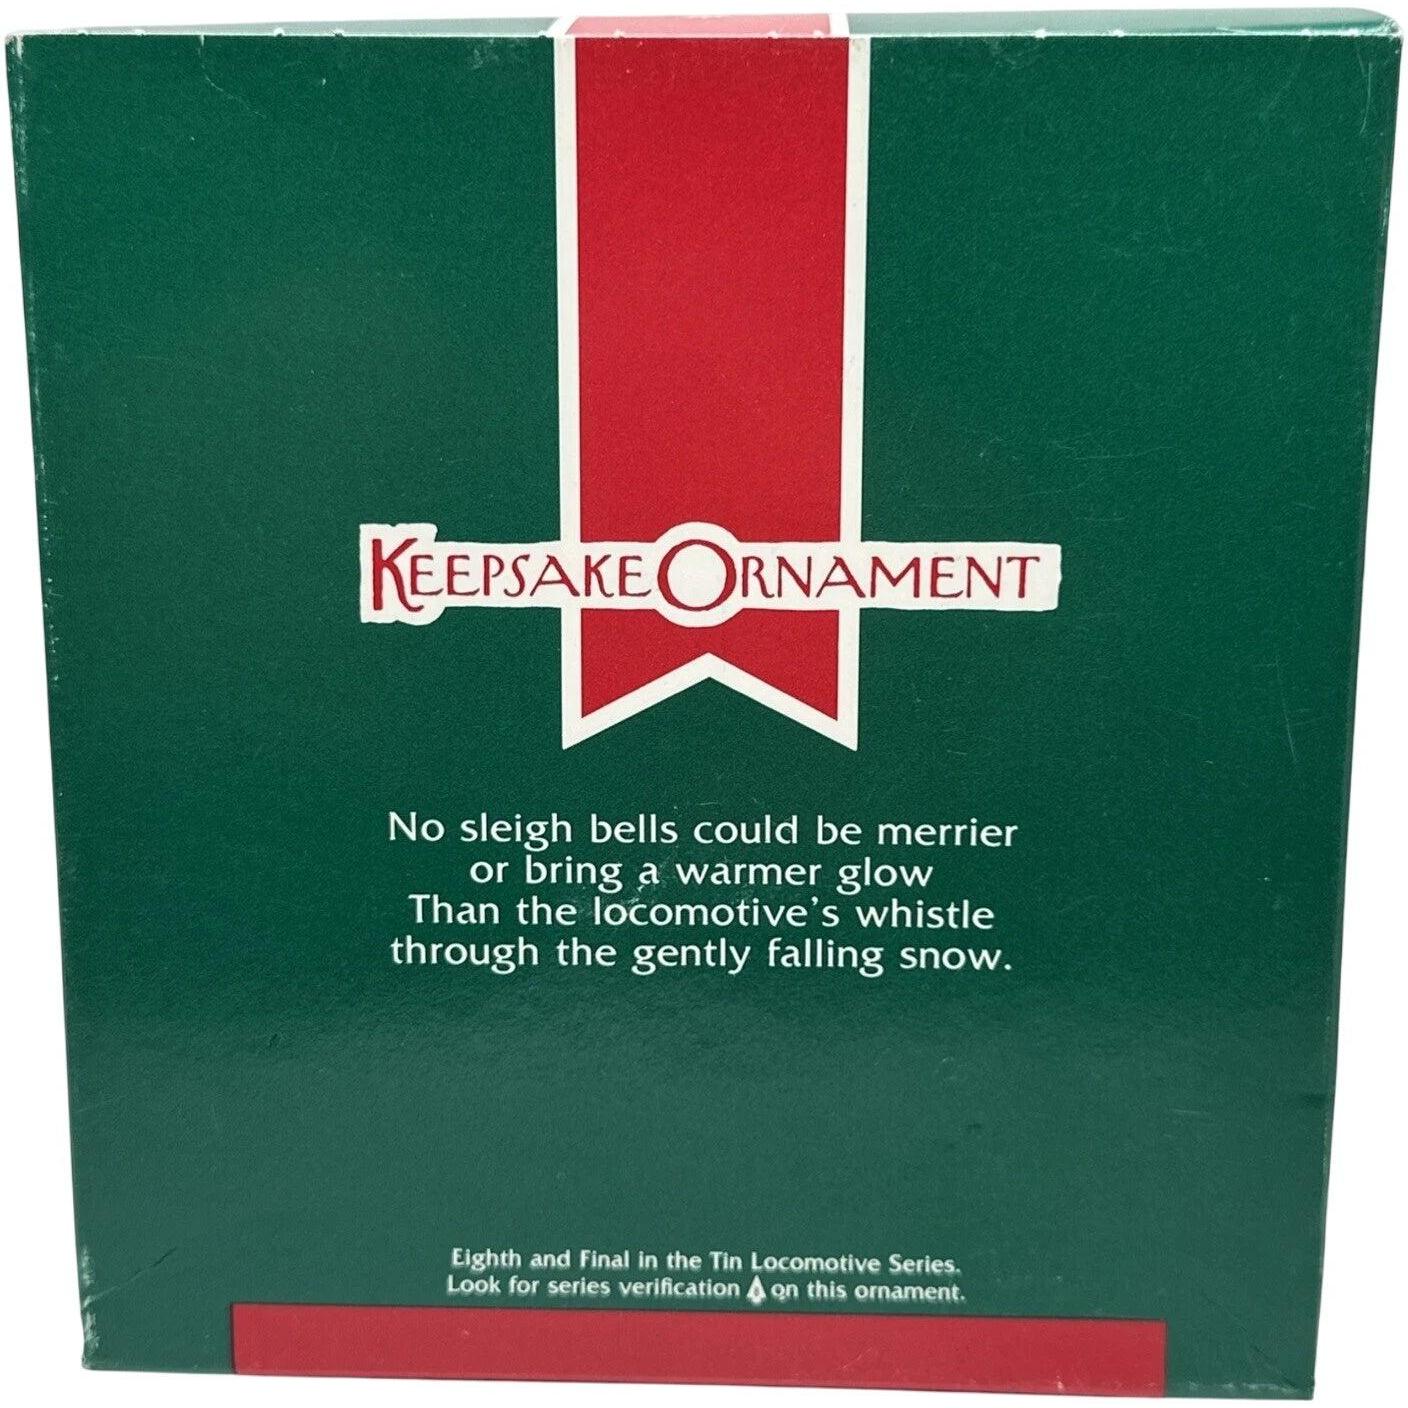 KEEPSAKE ORNAMENT
No sleigh bells could be merrier
or bring a warmer glow
Than the locomotive's whistle
through the gently falling snow.
Eighth and Final in the Tin Locomotive Series.
Look for series verification on this ornament.